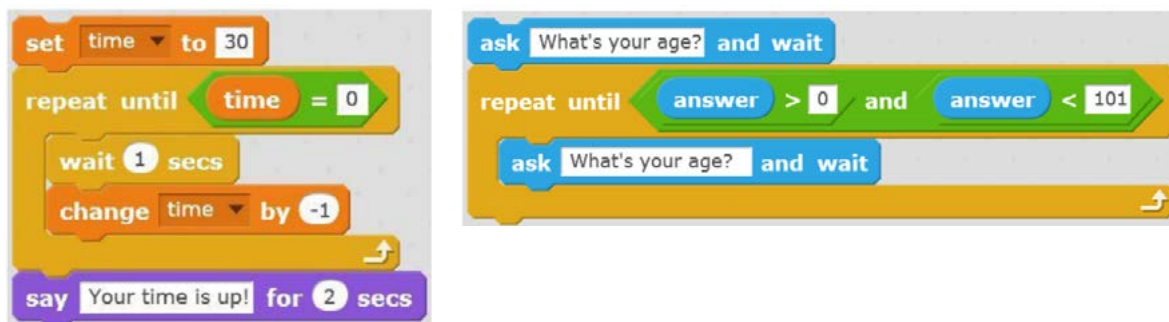 set time to 30
repeat until time = 0
wait 1 secs
change time by -1
say Your time is up! for 2 secs
ask What's your age? and wait
repeat until answer > 0 and answer < 101
ask What's your age? and wait